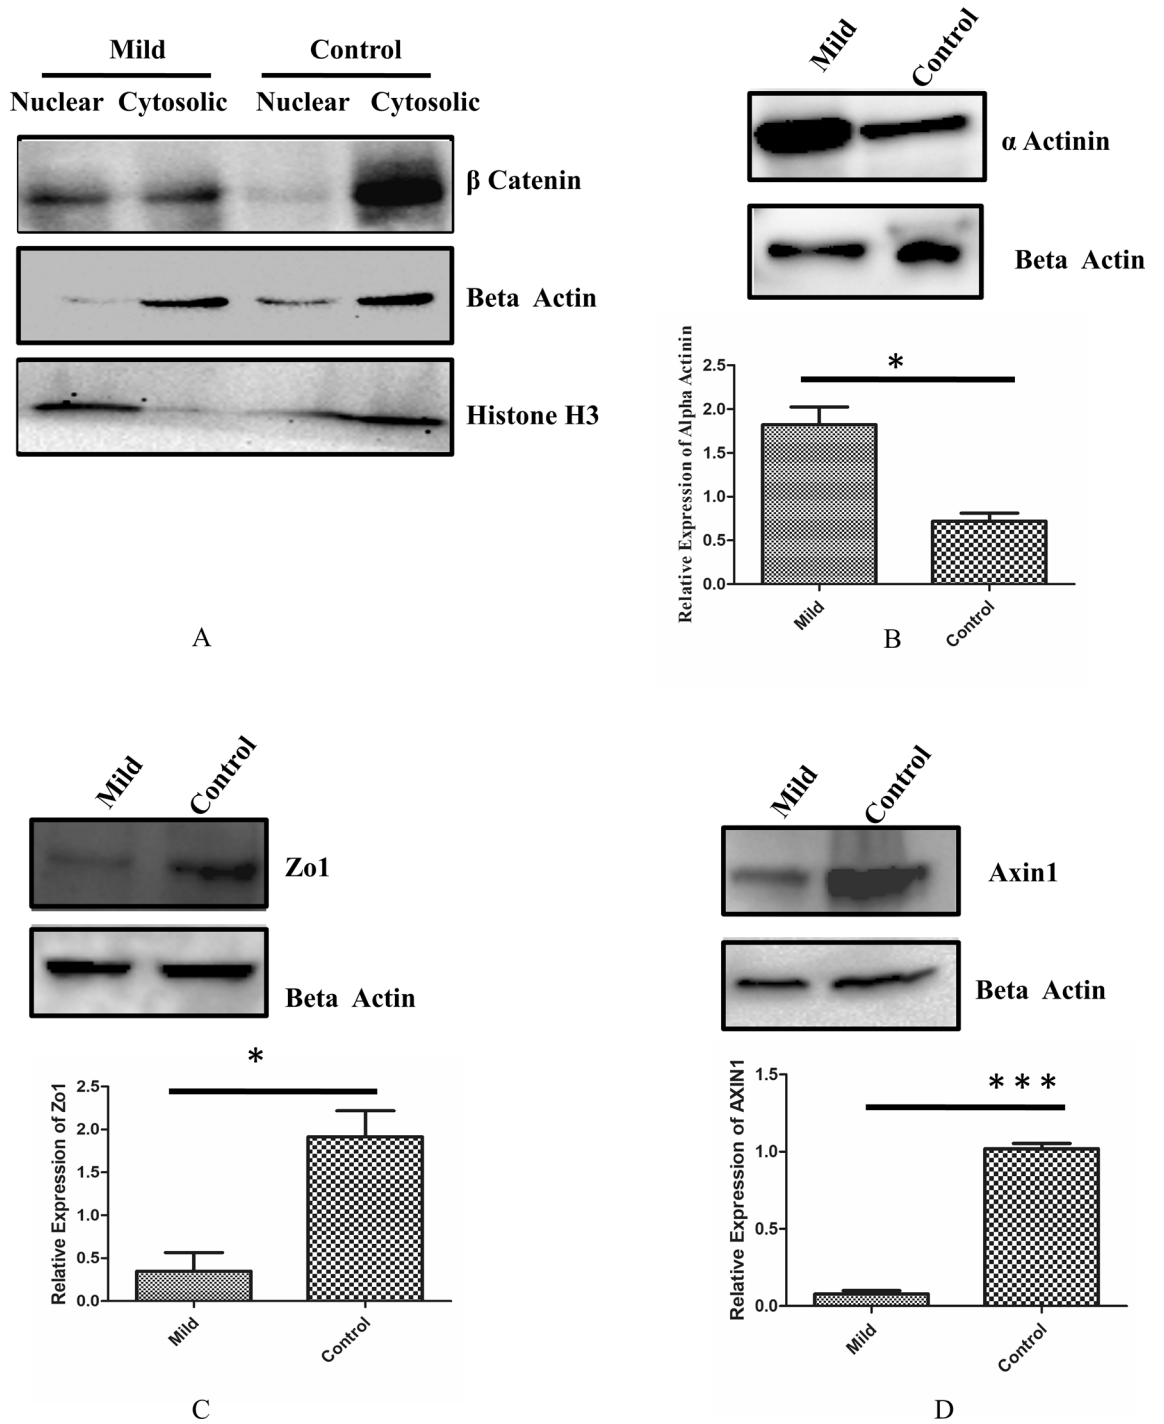 Mild Control
Nuclear Cytosolic Nuclear Cytosolic
β Catenin
Beta Actin
Histone H3
A
Mild Control
α Actinin
Beta Actin
*
Relative Expression of Alpha Actinin
2.5
2.0
1.5
1.0
0.5
0.0
Mild Control
B
Mild Control
Zo1
Beta Actin
*
Relative Expression of Zo1
2.5
2.0
1.5
1.0
0.5
0.0
Mild Control
C
Mild Control
Axin1
Beta Actin
***
Relative Expression of AXIN1
1.5
1.0
0.5
0.0
Mild Control
D